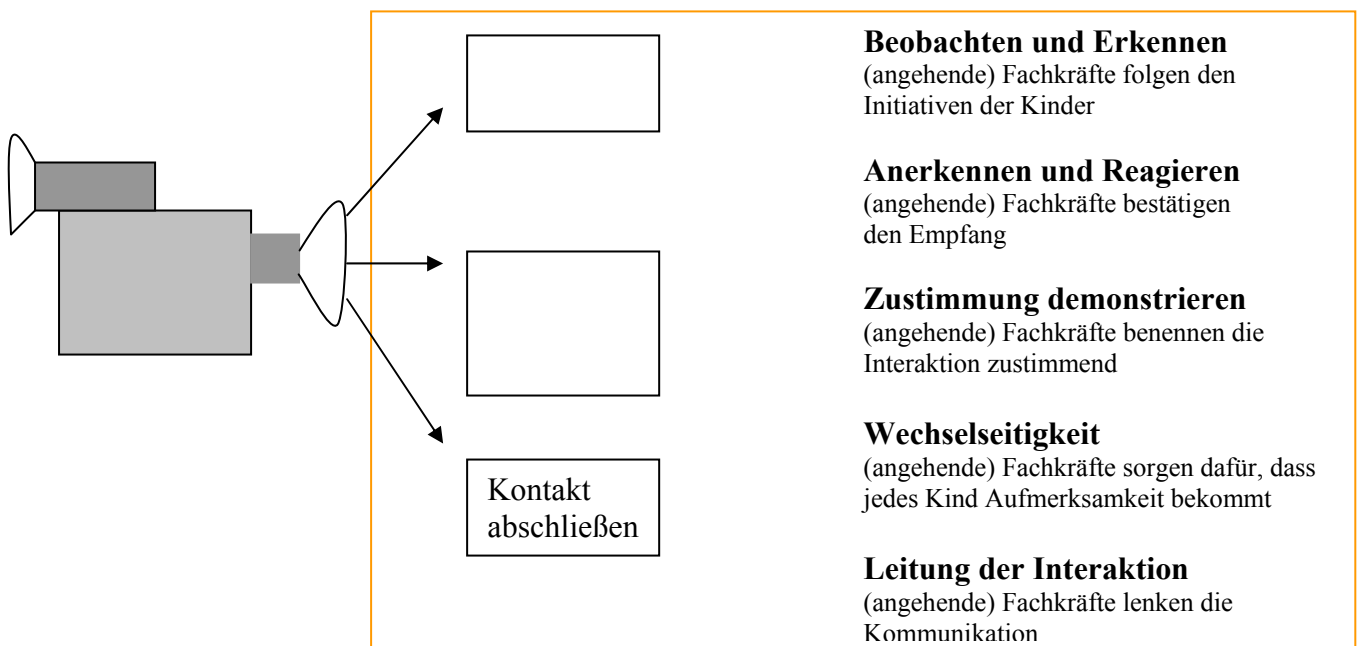 Beobachten und Erkennen
(angehende) Fachkräfte folgen den
Initiativen der Kinder
Anerkennen und Reagieren
(angehende) Fachkräfte bestätigen
den Empfang
Zustimmung demonstrieren
(angehende) Fachkräfte benennen die
Interaktion zustimmend
Wechselseitigkeit
(angehende) Fachkräfte sorgen dafür, dass
jedes Kind Aufmerksamkeit bekommt
Kontakt
abschließen
Leitung der Interaktion
(angehende) Fachkräfte lenken die
Kommunikation